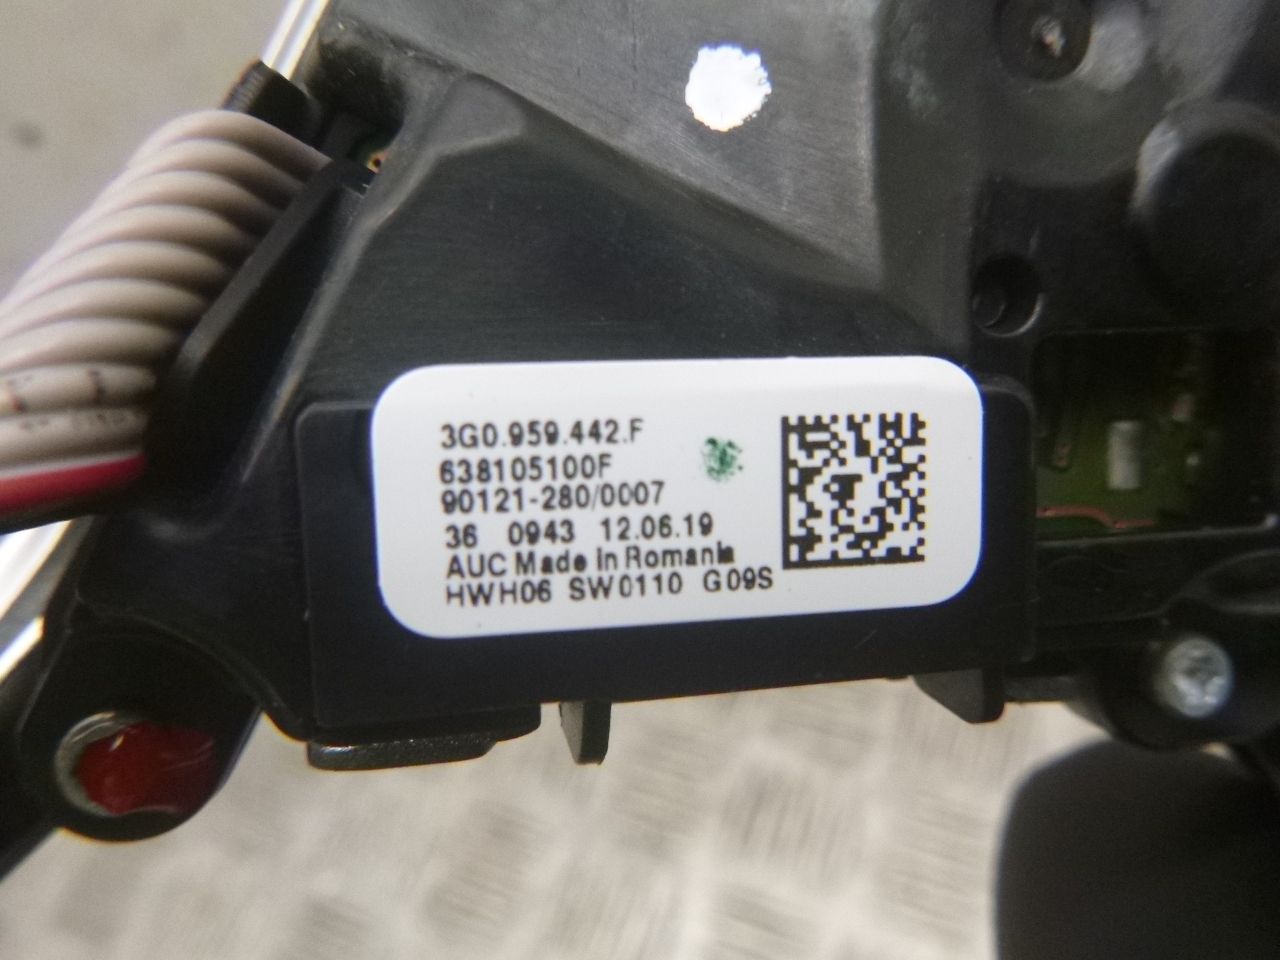 3G0.959.442.F
638105100F
90121-280/0007
36 0943 12.06.19
AUC Made in Romania
HWH06 SW0110 G09S